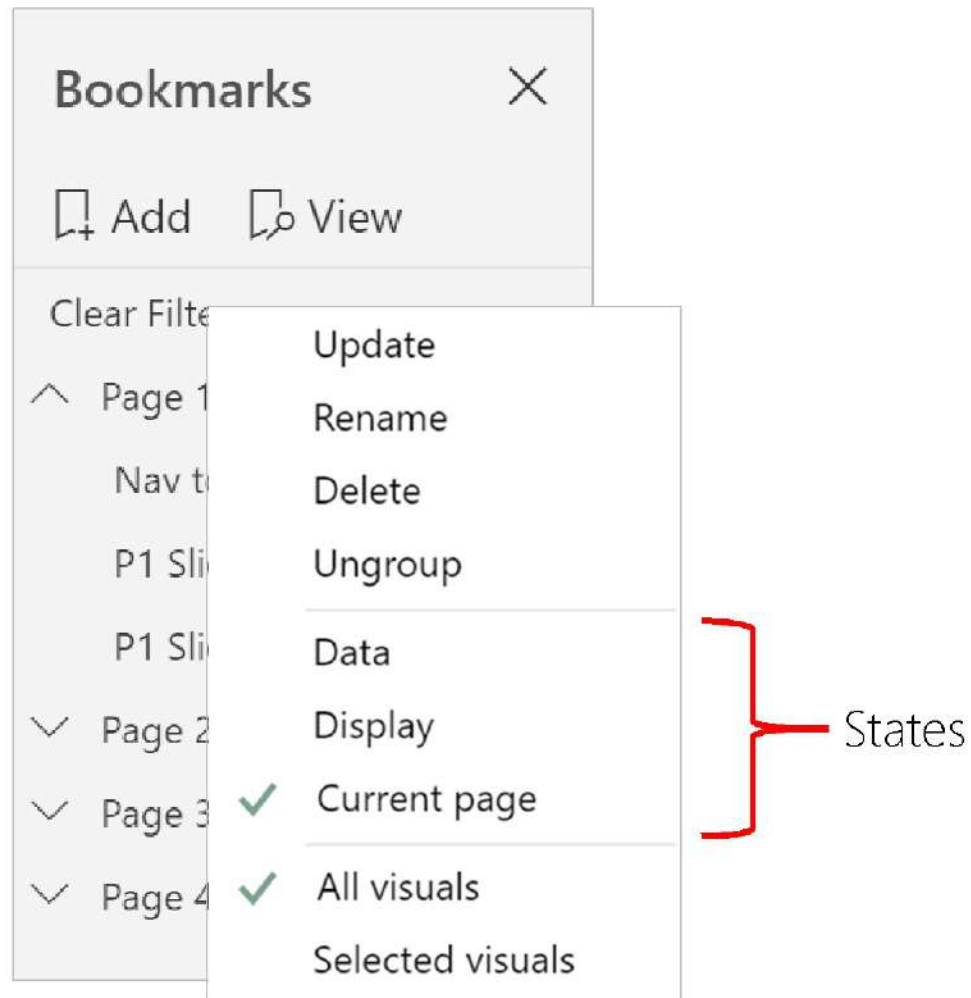 Bookmarks
Add View
Clear Filte
Page 1
Nav to
P1 Sli
P1 Sli
Page 2
Page 3
Page 4
Update
Rename
Delete
Ungroup
Data
Display
Current page
All visuals
Selected visuals
States